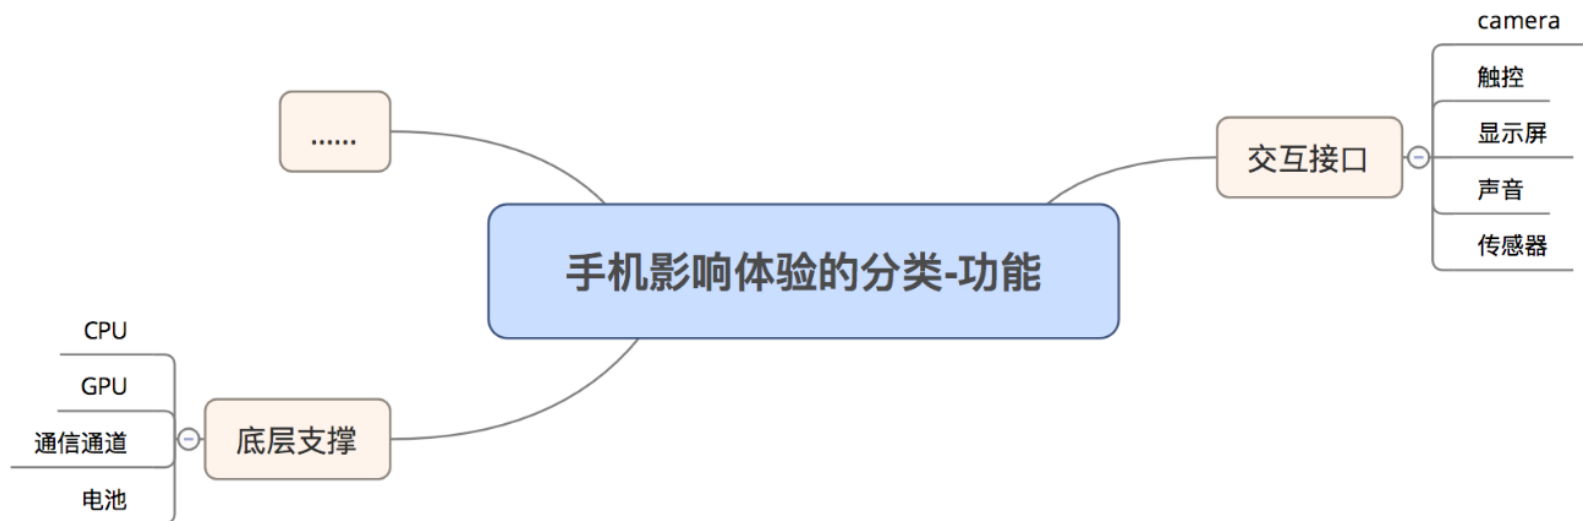 手机影响体验的分类-功能
交互接口
camera
触控
显示屏
声音
传感器
底层支撑
CPU
GPU
通信通道
电池
......